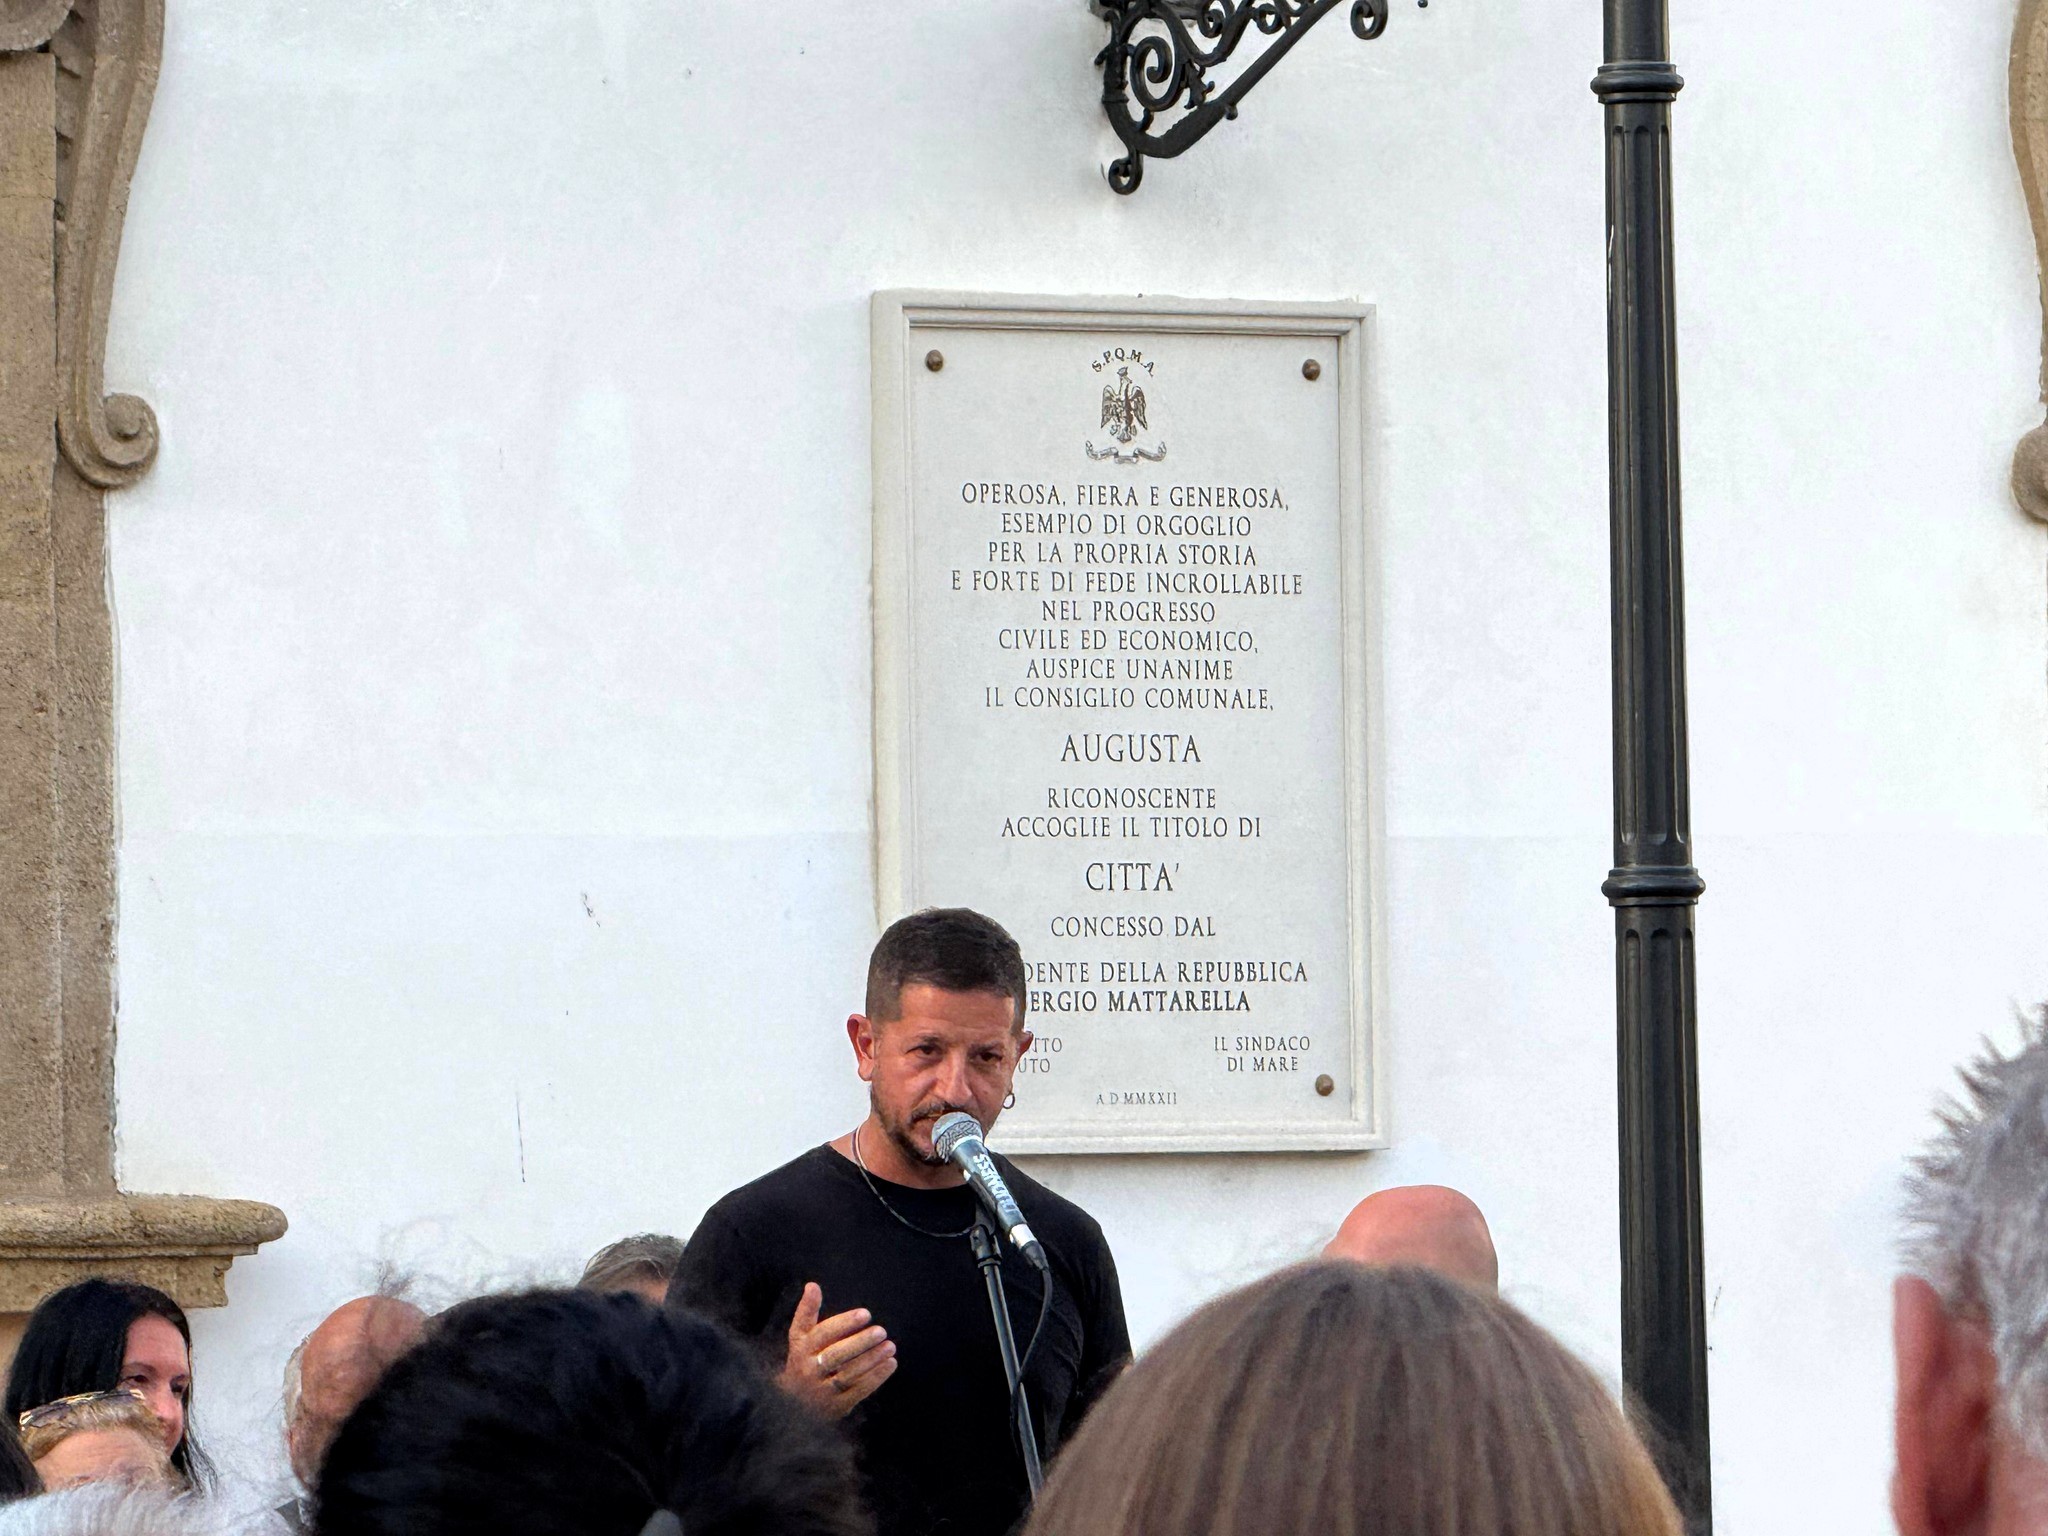 S.P.Q.M.A.
OPEROSA, FIERA E GENEROSA,
ESEMPIO DI ORGOGLIO
PER LA PROPRIA STORIA
E FORTE DI FEDE INCROLLABILE
NEL PROGRESSO
CIVILE ED ECONOMICO,
AUSPICE UNANIME
IL CONSIGLIO COMUNALE,
AUGUSTA
RICONOSCENTE
ACCOGLIE IL TITOLO DI
CITTA'
CONCESSO DAL
DENTE DELLA REPUBBLICA
ERGIO MATTARELLA
TTO IL SINDACO
UTO DI MARE
O A.D MMXXII